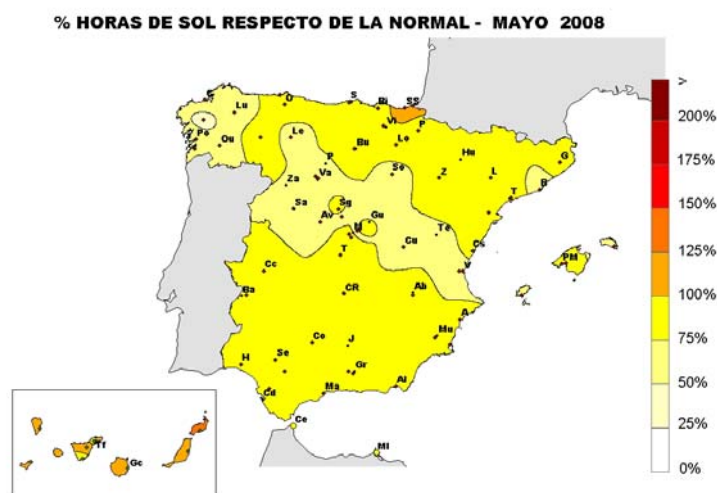 % HORAS DE SOL RESPECTO DE LA NORMAL - MAYO 2008
C
Lu
O
S
Bi
SS
>
Po
Ou
Le
Vi
P
Lo
Bu
Hu
G
200%
P
Va
Za
So
Z
L
B
T
175%
Sa
Sg
Av
Gu
M
Te
150%
Cu
Cs
125%
T
Cc
V
PM
100%
Ba
CR
Ab
A
Mu
75%
Co
J
H
Se
Gr
50%
Cd
Ma
Al
25%
Ce
Tf
Gc
Ml
0%